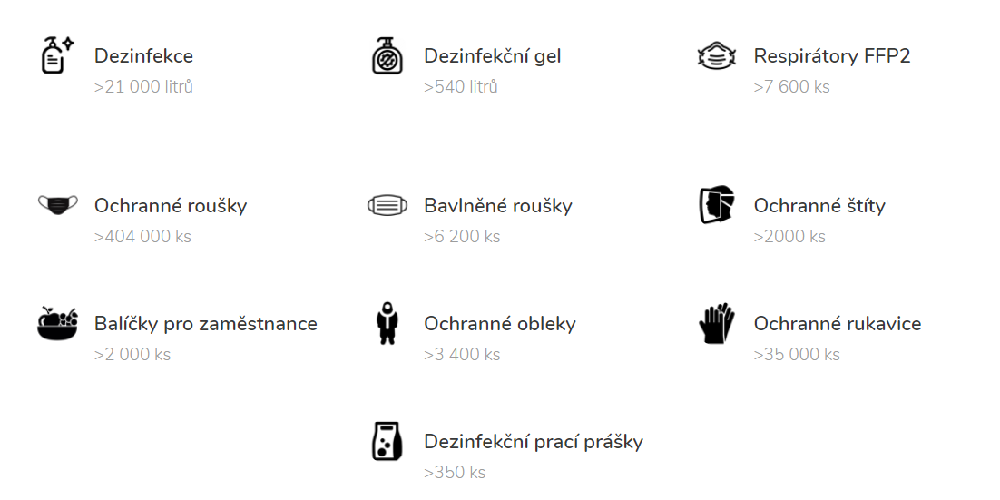 Dezinfekce
>21 000 litrů
Dezinfekční gel
>540 litrů
Respirátory FFP2
>7 600 ks
Ochranné roušky
>404 000 ks
Bavlněné roušky
>6 200 ks
Ochranné štíty
>2000 ks
Balíčky pro zaměstnance
>2 000 ks
Ochranné obleky
>3 400 ks
Ochranné rukavice
>35 000 ks
Dezinfekční prací prášky
>350 ks